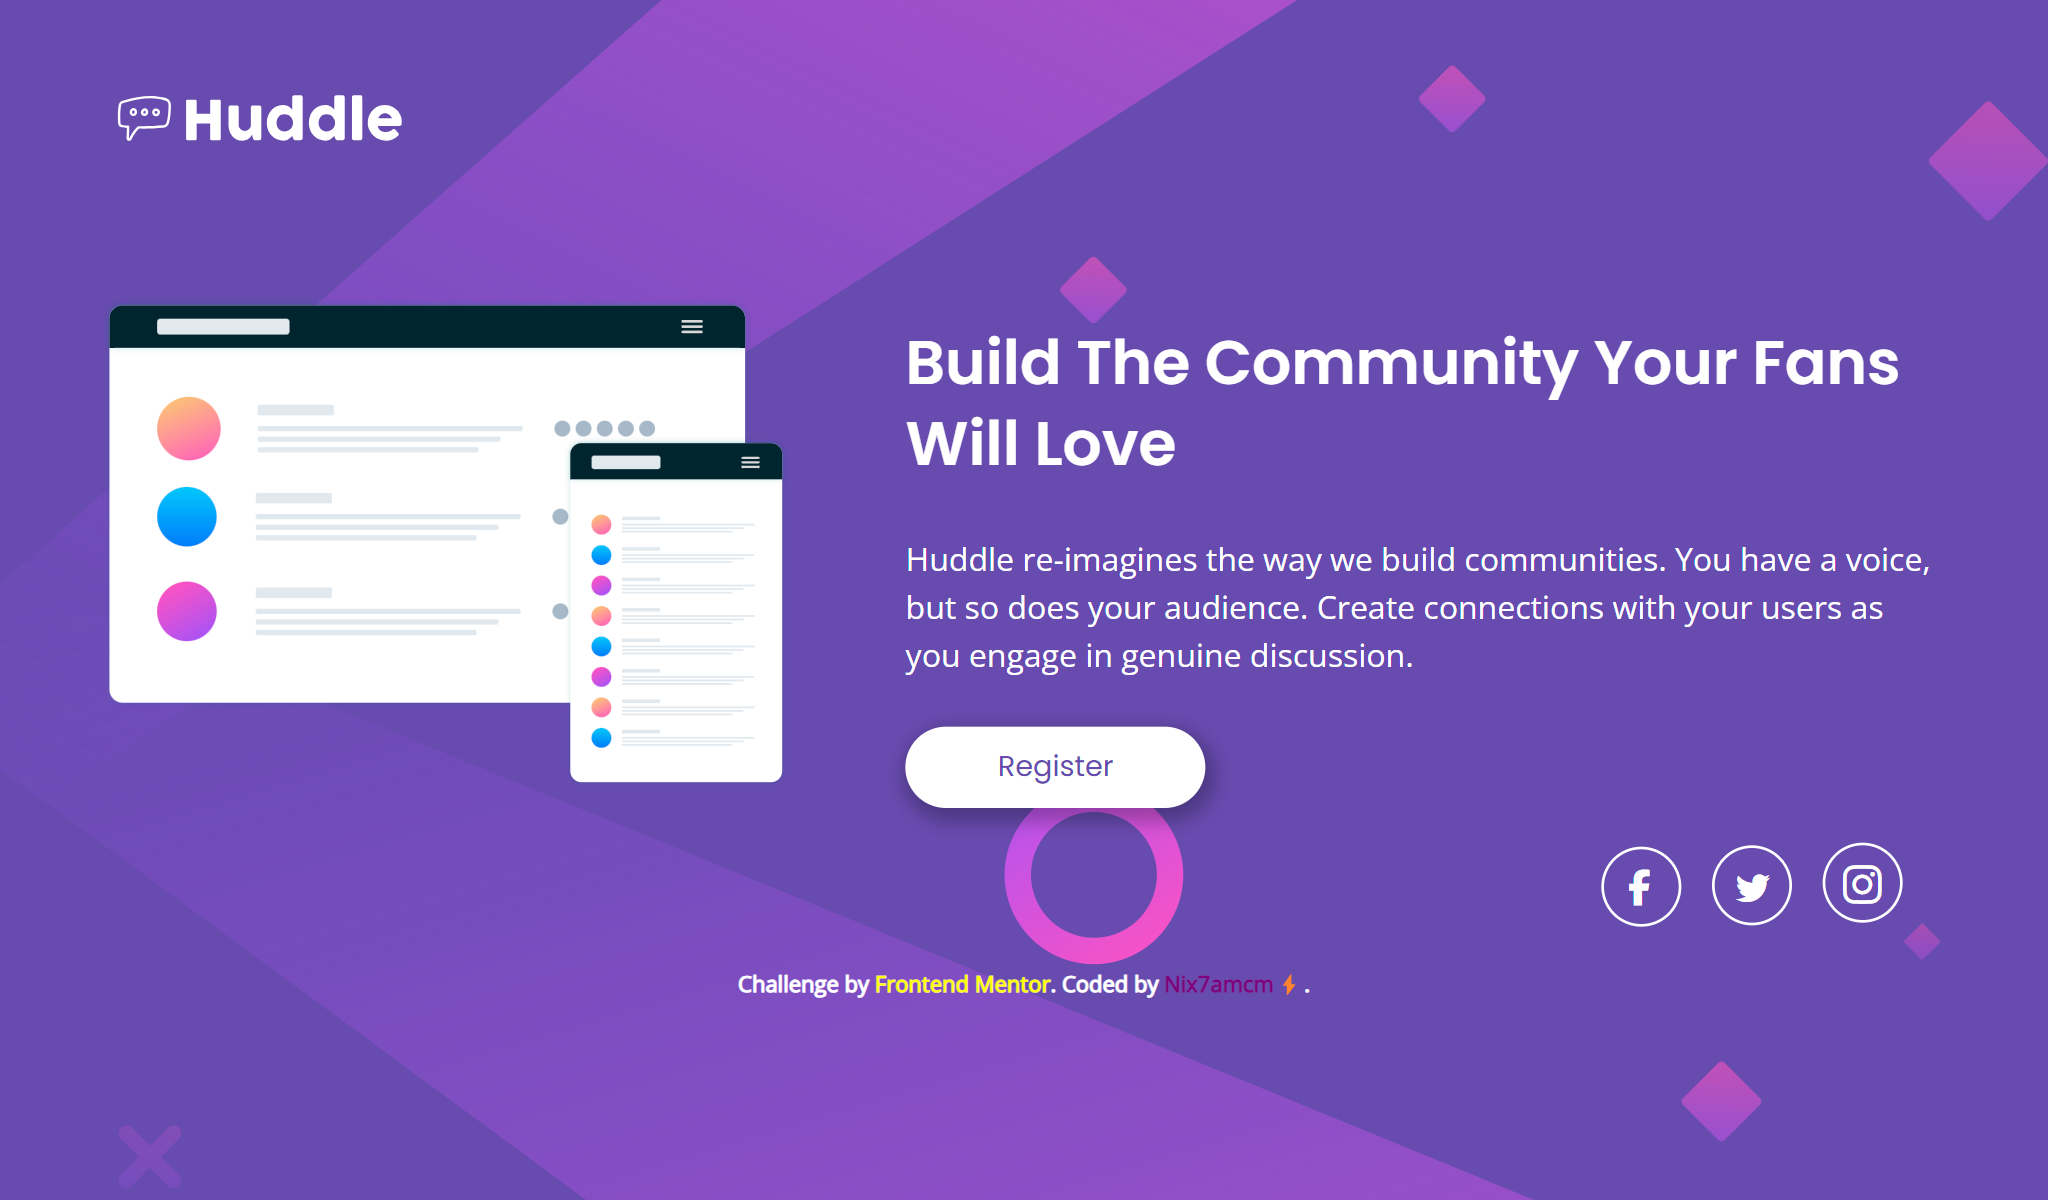 Huddle
Build The Community Your Fans
Will Love
Huddle re-imagines the way we build communities. You have a voice,
but so does your audience. Create connections with your users as
you engage in genuine discussion.
Register
Challenge by Frontend Mentor. Coded by Nix7amcm ⚡ .